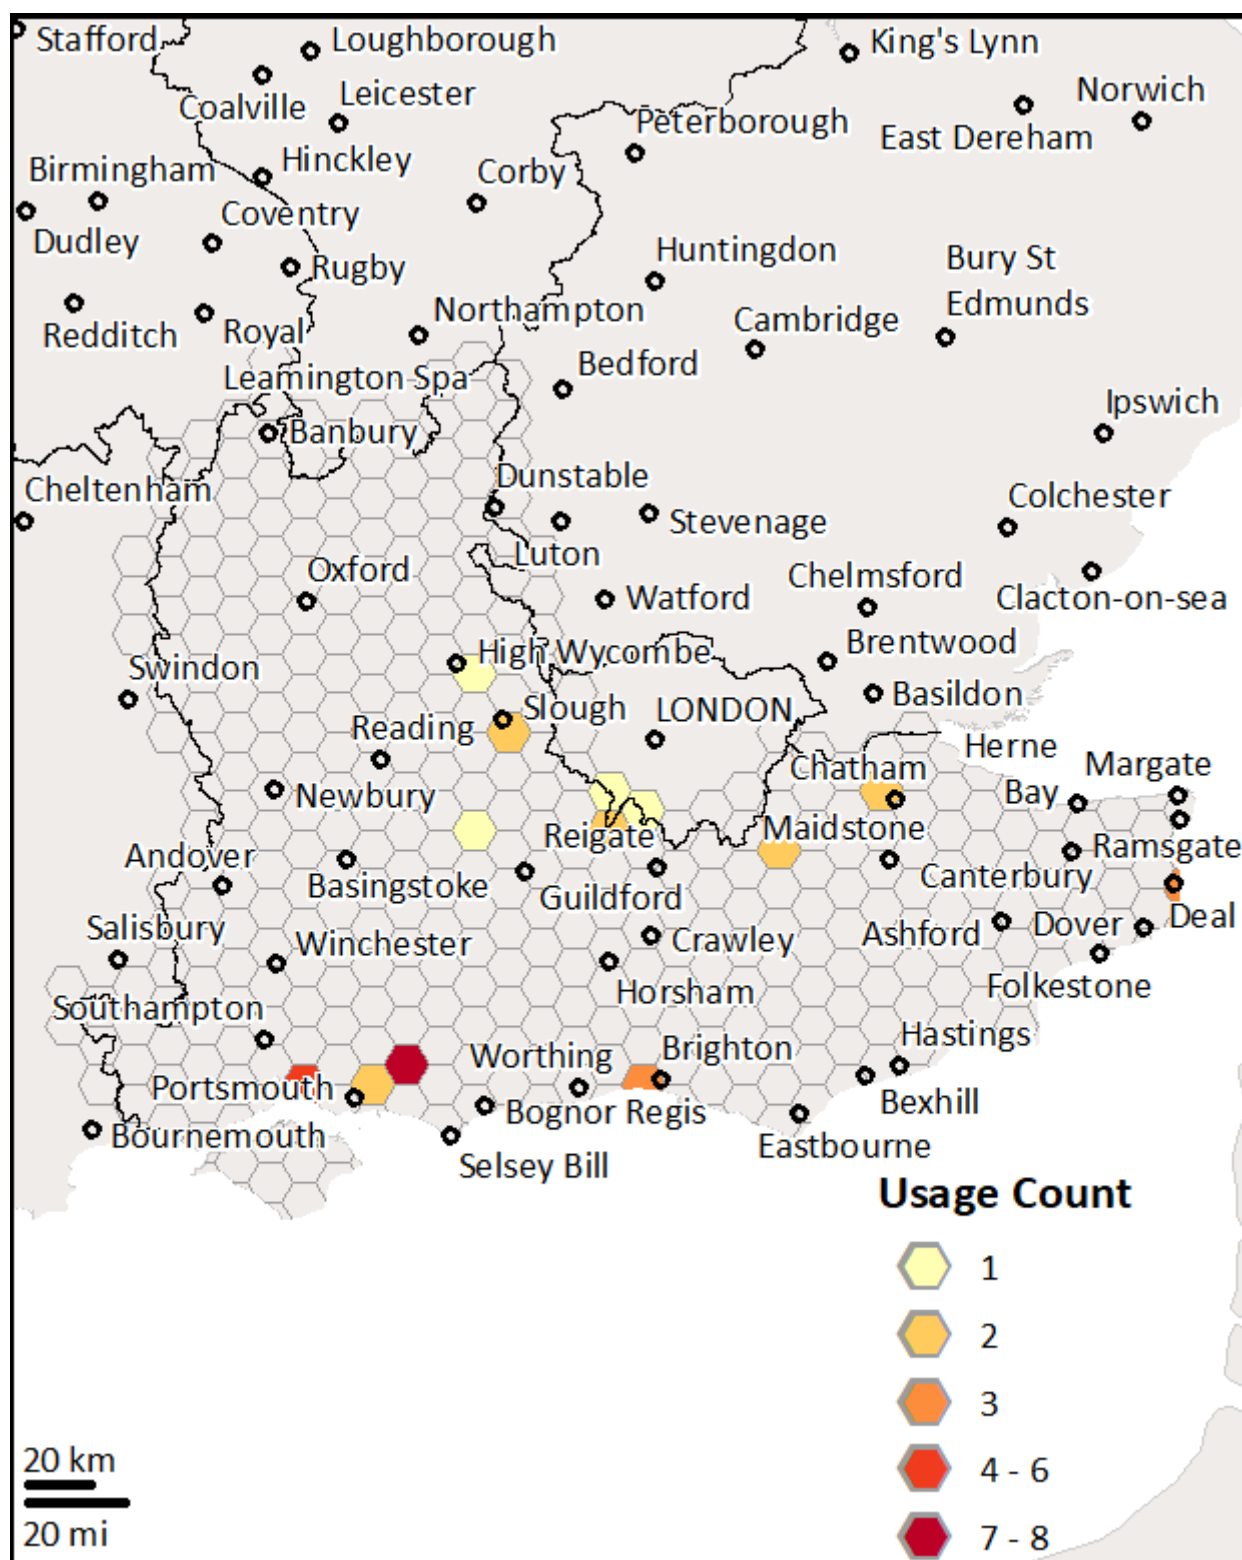 Stafford
Loughborough
King's Lynn
Coalville
Leicester
Norwich
Peterborough
East Dereham
Birmingham
Hinckley
Corby
Dudley
Coventry
Rugby
Huntingdon
Bury St
Edmunds
Redditch
Royal
Leamington Spa
Northampton
Cambridge
Bedford
Ipswich
Banbury
Cheltenham
Dunstable
Colchester
Stevenage
Luton
Oxford
Chelmsford
Watford
Clacton-on-sea
Swindon
High Wycombe
Brentwood
Basildon
Slough
LONDON
Reading
Herne
Bay
Margate
Chatham
Newbury
Reigate
Maidstone
Ramsgate
Andover
Basingstoke
Guildford
Canterbury
Salisbury
Winchester
Crawley
Ashford
Dover
Deal
Horsham
Folkestone
Southampton
Worthing
Brighton
Hastings
Portsmouth
Bognor Regis
Bexhill
Bournemouth
Selsey Bill
Eastbourne
Usage Count
1
2
3
4 - 6
7 - 8
20 km
20 mi